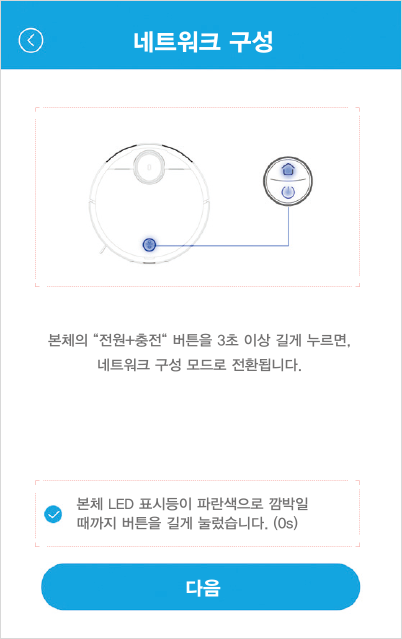 네트워크 구성
본체의 “전원+충전“ 버튼을 3초 이상 길게 누르면,
네트워크 구성 모드로 전환됩니다.
본체 LED 표시등이 파란색으로 깜박일
때까지 버튼을 길게 눌렀습니다. (0s)
다음